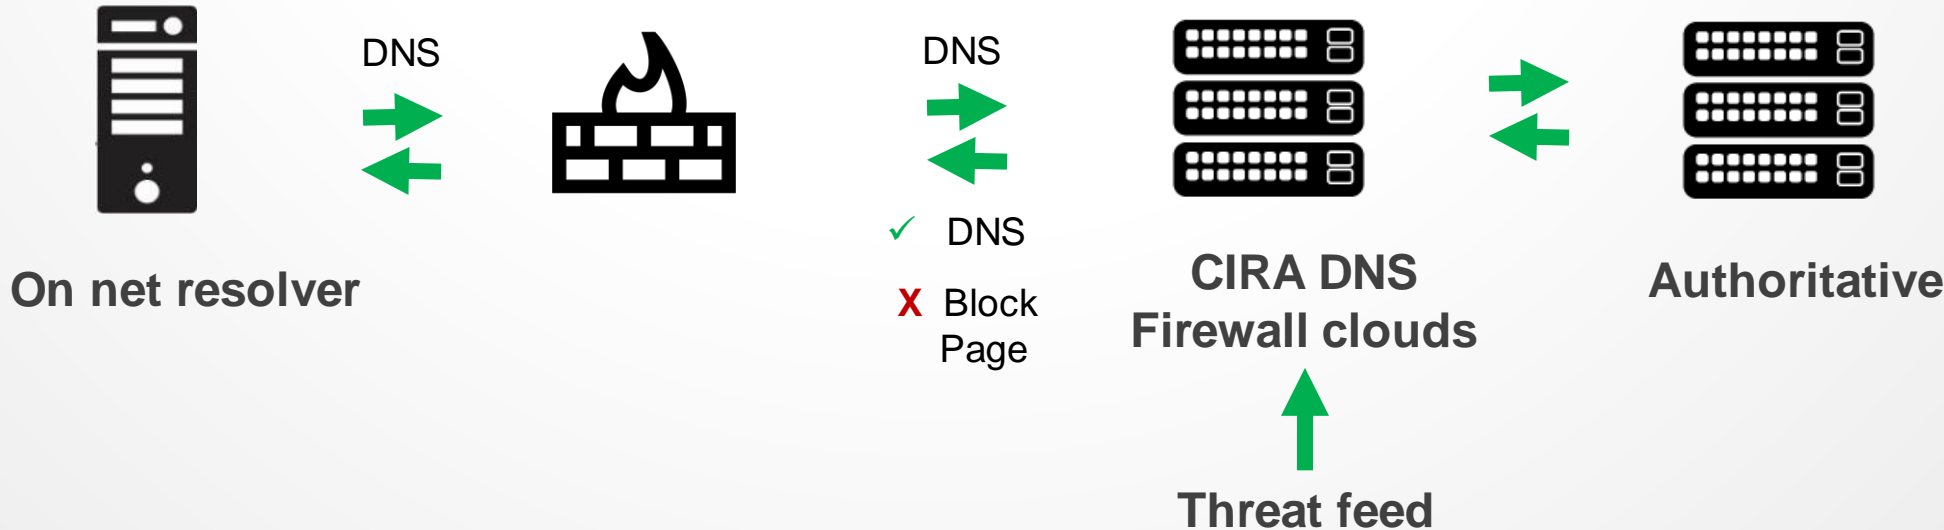 DNS
DNS
✓ DNS
X Block
Page
On net resolver
CIRA DNS
Firewall clouds
Authoritative
Threat feed